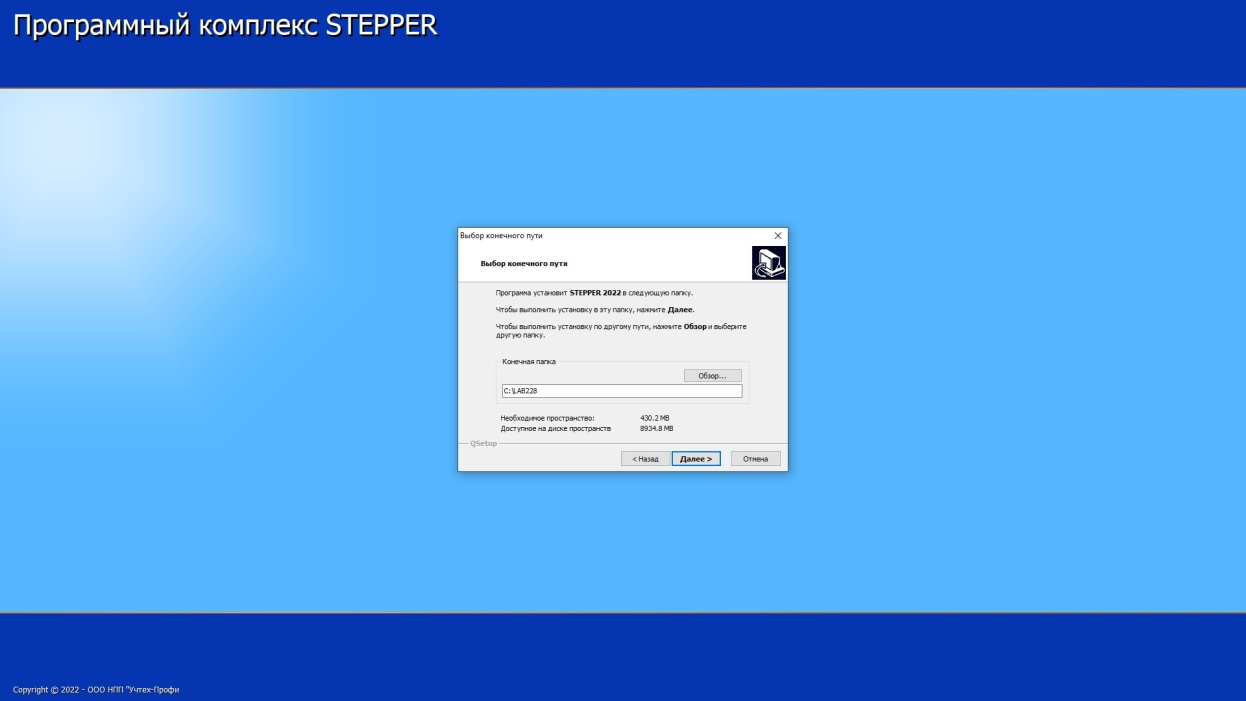 Программный комплекс STEPPER
Выбор конечного пути
Выбор конечного пути
Программа установит STEPPER 2022 в следующую папку.
Чтобы выполнить установку в эту папку, нажмите Далее.
Чтобы выполнить установку по другому пути, нажмите Обзор и выберите
другую папку.
Конечная папка
Обзор...
C:\LAB228
Необходимое пространство: 430.2 MB
Доступное на диске пространств 8934.8 MB
QSetup
< Назад Далее > Отмена
Copyright © 2022 - ООО НПП "Учтех-Профи